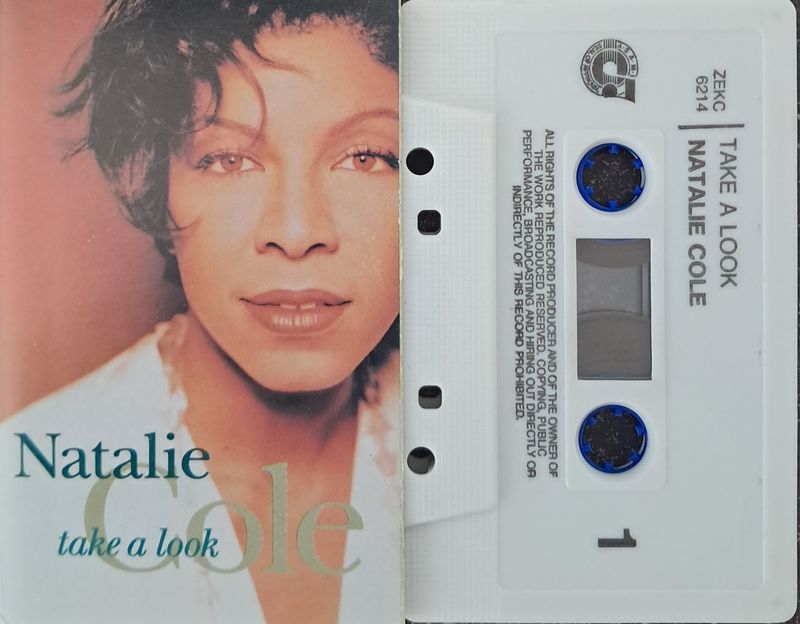 Natalie
Cole
take a look
ZEKC
6214
TAKE A LOOK
NATALIE COLE
ALL RIGHTS OF THE RECORD PRODUCER AND OF THE OWNER OF
THE WORK REPRODUCED RESERVED. COPYING, PUBLIC
PERFORMANCE, BROADCASTING AND HIRING OUT DIRECTLY OR
INDIRECTLY OF THIS RECORD PROHIBITED.
1